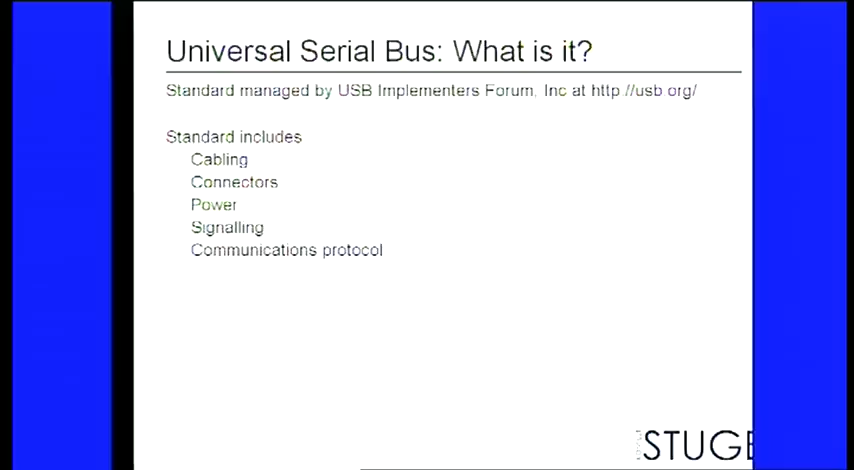 Universal Serial Bus: What is it?
Standard managed by USB Implementers Forum, Inc at http://usb.org/
Standard includes
Cabling
Connectors
Power
Signalling
Communications protocol
STUGE